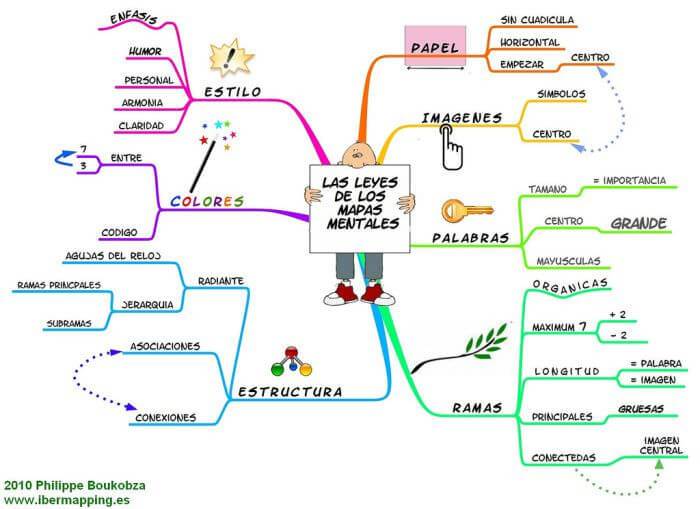 LAS LEYES
DE LOS
MAPAS
MENTALES
PAPEL
SIN CUADICULA
HORIZONTAL
EMPEZAR
CENTRO
IMAGENES
SIMBOLOS
CENTRO
PALABRAS
TAMANO
= IMPORTANCIA
CENTRO
GRANDE
MAYUSCULAS
RAMAS
ORGANICAS
MAXIMUM 7
+ 2
- 2
LONGITUD
= PALABRA
= IMAGEN
PRINCIPALES
GRUESAS
CONECTEDAS
IMAGEN
CENTRAL
ESTRUCTURA
RADIANTE
AGUJAS DEL RELOJ
JERARQUIA
RAMAS PRINCPALES
SUBRAMAS
ASOCIACIONES
CONEXIONES
COLORES
ENTRE
7
3
CODIGO
ESTILO
ENFASIS
HUMOR
PERSONAL
ARMONIA
CLARIDAD
2010 Philippe Boukobza
www.ibermapping.es